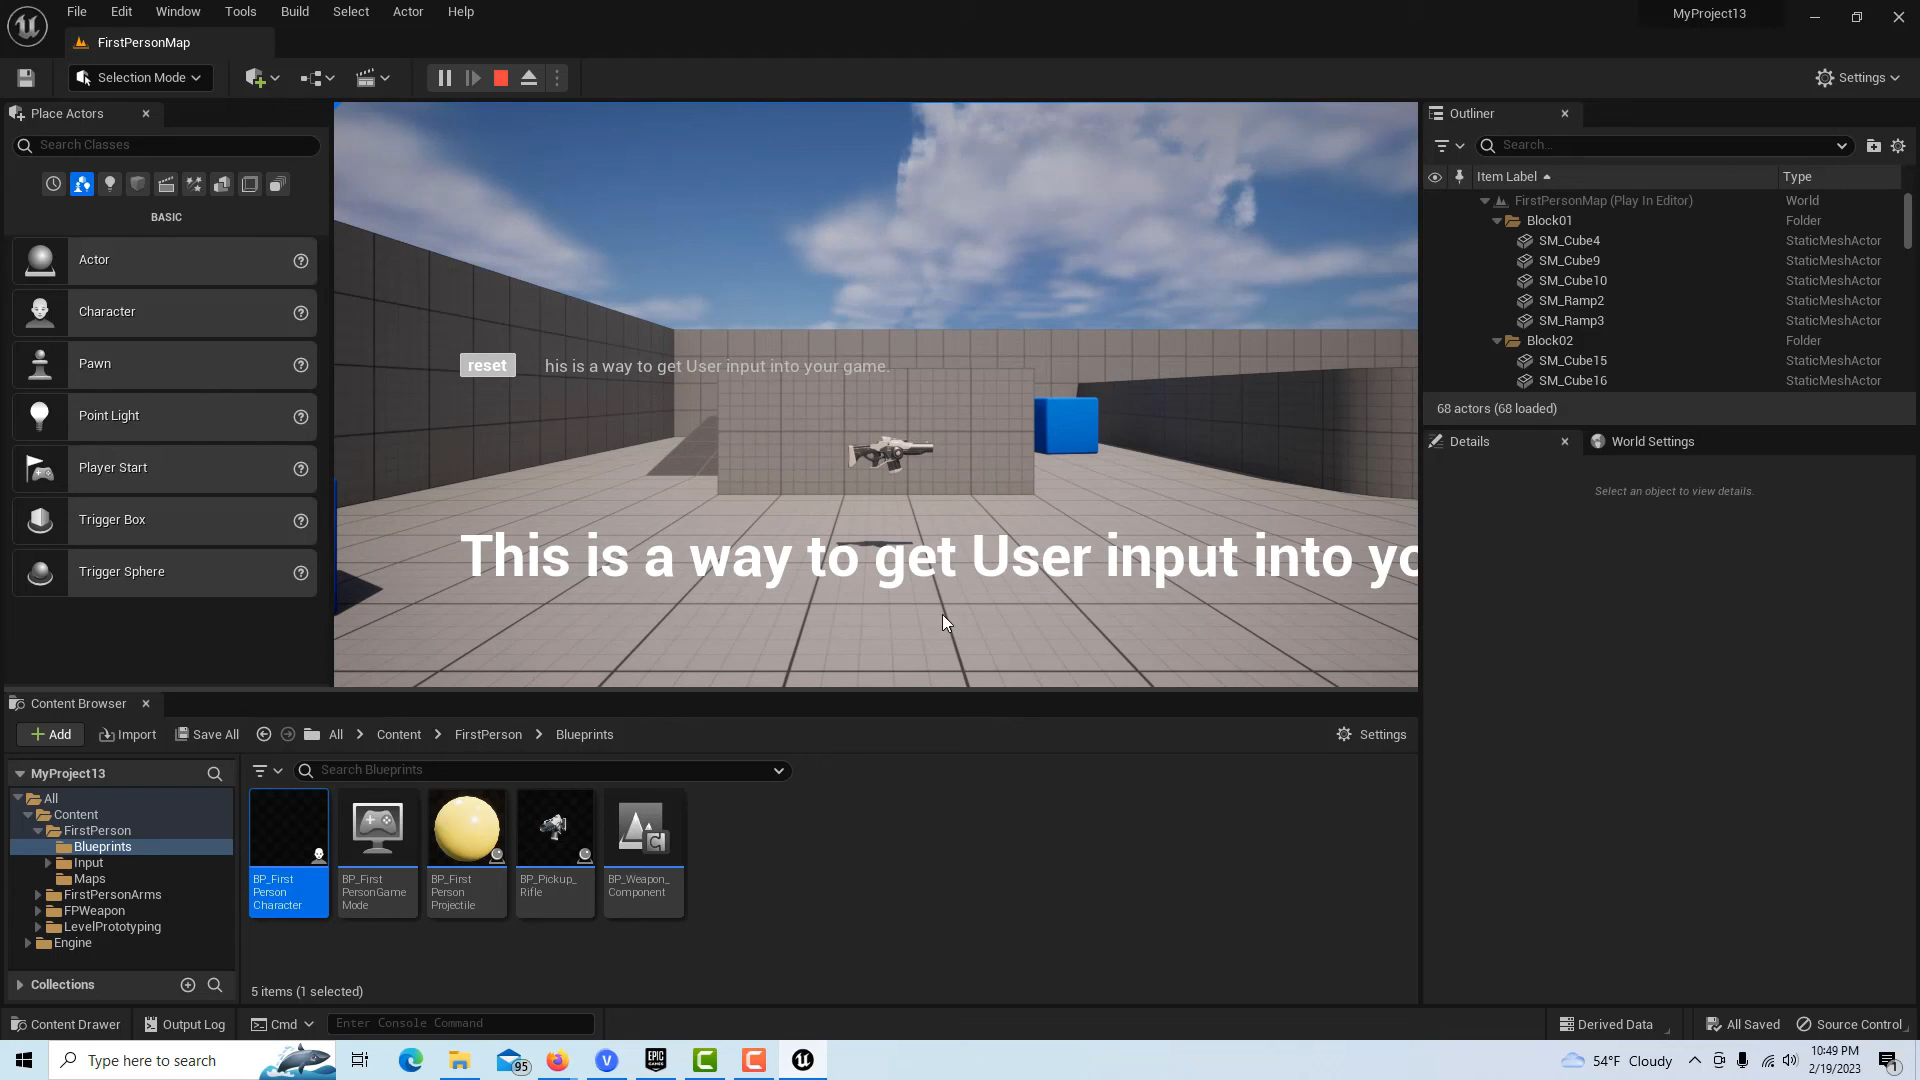 File Edit Window Tools Build Select Actor Help
MyProject13
FirstPersonMap
Selection Mode
Settings
Place Actors
Search Classes
BASIC
Actor
Character
Pawn
Point Light
Player Start
Trigger Box
Trigger Sphere
reset
his is a way to get User input into your game.
This is a way to get User input into yo
Outliner
Search...
Item Label Type
FirstPersonMap (Play In Editor) World
Block01 Folder
SM_Cube4 StaticMeshActor
SM_Cube9 StaticMeshActor
SM_Cube10 StaticMeshActor
SM_Ramp2 StaticMeshActor
SM_Ramp3 StaticMeshActor
Block02 Folder
SM_Cube15 StaticMeshActor
SM_Cube16 StaticMeshActor
68 actors (68 loaded)
Details
World Settings
Select an object to view details.
Content Browser
Add Import Save All All Content FirstPerson Blueprints Settings
MyProject13
Search Blueprints
All
Content
FirstPerson
Blueprints
Input
Maps
FirstPersonArms
FPWeapon
LevelPrototyping
Engine
Collections
BP_First
Person
Character
BP_First
PersonGame
Mode
BP_First
Person
Projectile
BP_Pickup_
Rifle
BP_Weapon_
Component
5 items (1 selected)
Content Drawer Output Log Cmd Enter Console Command Derived Data All Saved Source Control
Type here to search
95
EPIC
GAMES
54°F Cloudy
10:49 PM
2/19/2023
1